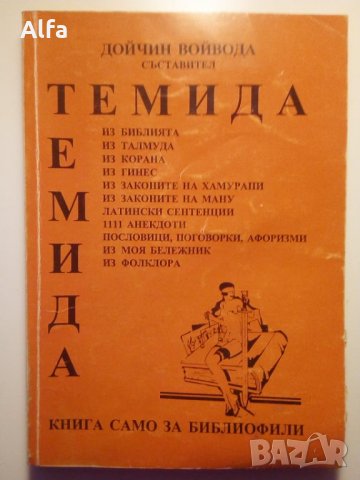 Alfa
ДОЙЧИН ВОЙВОДА
СЪСТАВИТЕЛ
ТЕМИДА
ТЕМИДА
ИЗ БИБЛИЯТА
ИЗ ТАЛМУДА
ИЗ КОРАНА
ИЗ ГИНЕС
ИЗ ЗАКОНИТЕ НА ХАМУРАПИ
ИЗ ЗАКОНИТЕ НА МАНУ
ЛАТИНСКИ СЕНТЕНЦИИ
1111 АНЕКДОТИ
ПОСЛОВИЦИ, ПОГОВОРКИ, АФОРИЗМИ
ИЗ МОЯ БЕЛЕЖНИК
ИЗ ФОЛКЛОРА
КНИГА САМО ЗА БИБЛИОФИЛИ
BAZAR